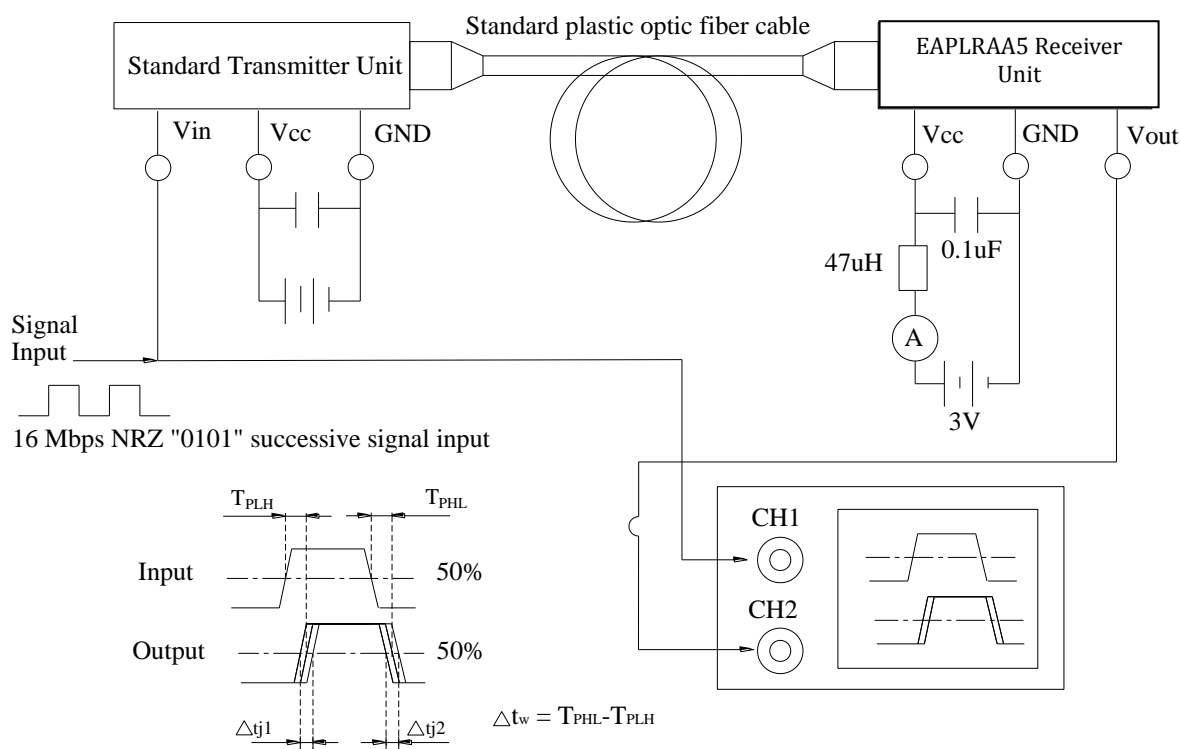 Standard plastic optic fiber cable
Standard Transmitter Unit
EAPLRAA5 Receiver
Unit
Vin
Vcc
GND
Vcc
GND
Vout
0.1uF
47uH
A
3V
Signal
Input
16 Mbps NRZ "0101" successive signal input
TPLH
TPHL
Input
50%
Output
50%
△tj1
△tj2
△tw = TPHL-TPLH
CH1
CH2